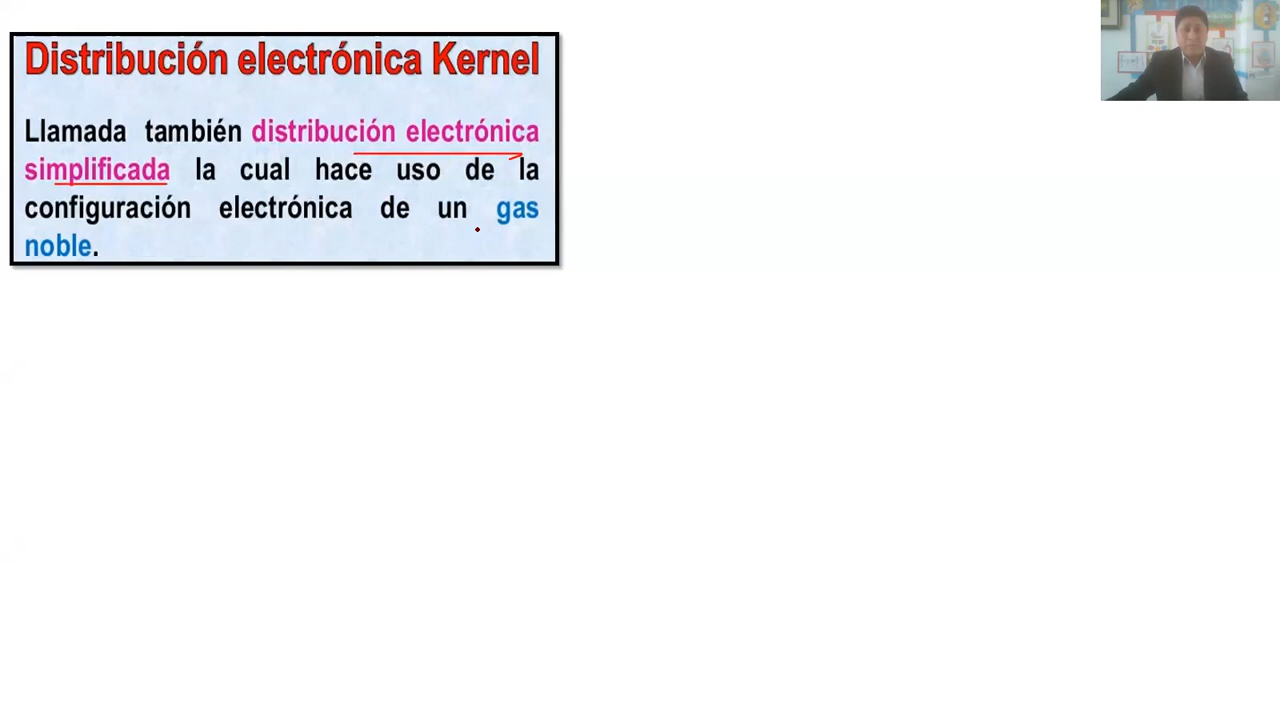 Distribución electrónica Kernel
Llamada también distribución electrónica
simplificada la cual hace uso de la
configuración electrónica de un gas
noble.